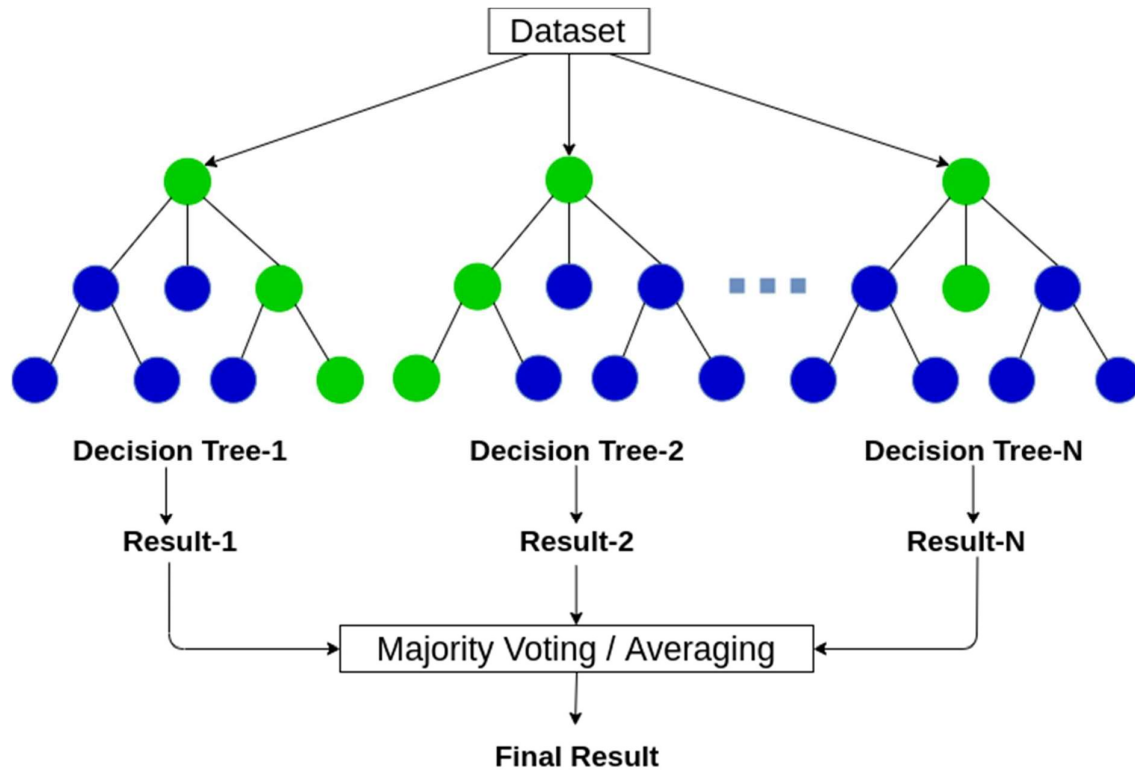 Dataset
Decision Tree-1
Decision Tree-2
Decision Tree-N
Result-1
Result-2
Result-N
Majority Voting / Averaging
Final Result